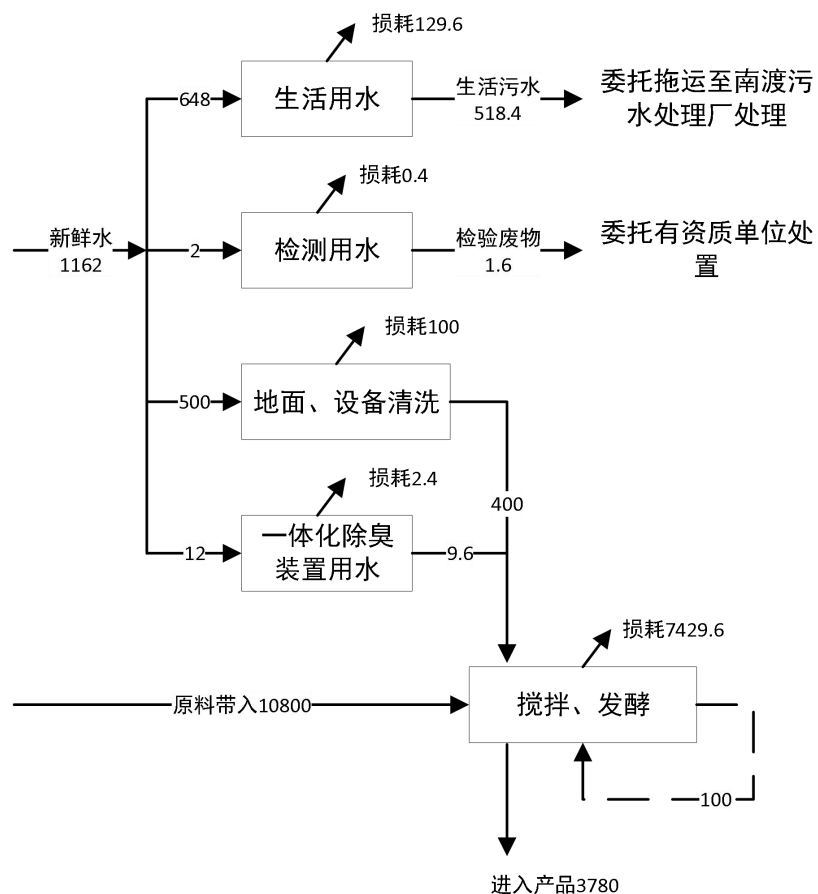 损耗129.6
648
生活用水
生活污水
518.4
委托拖运至南渡污
水处理厂处理
损耗0.4
新鲜水
1162
2
检测用水
检验废物
1.6
委托有资质单位处
置
损耗100
500
地面、设备清洗
损耗2.4
400
12
一体化除臭
装置用水
9.6
损耗7429.6
原料带入10800
搅拌、发酵
100
进入产品3780